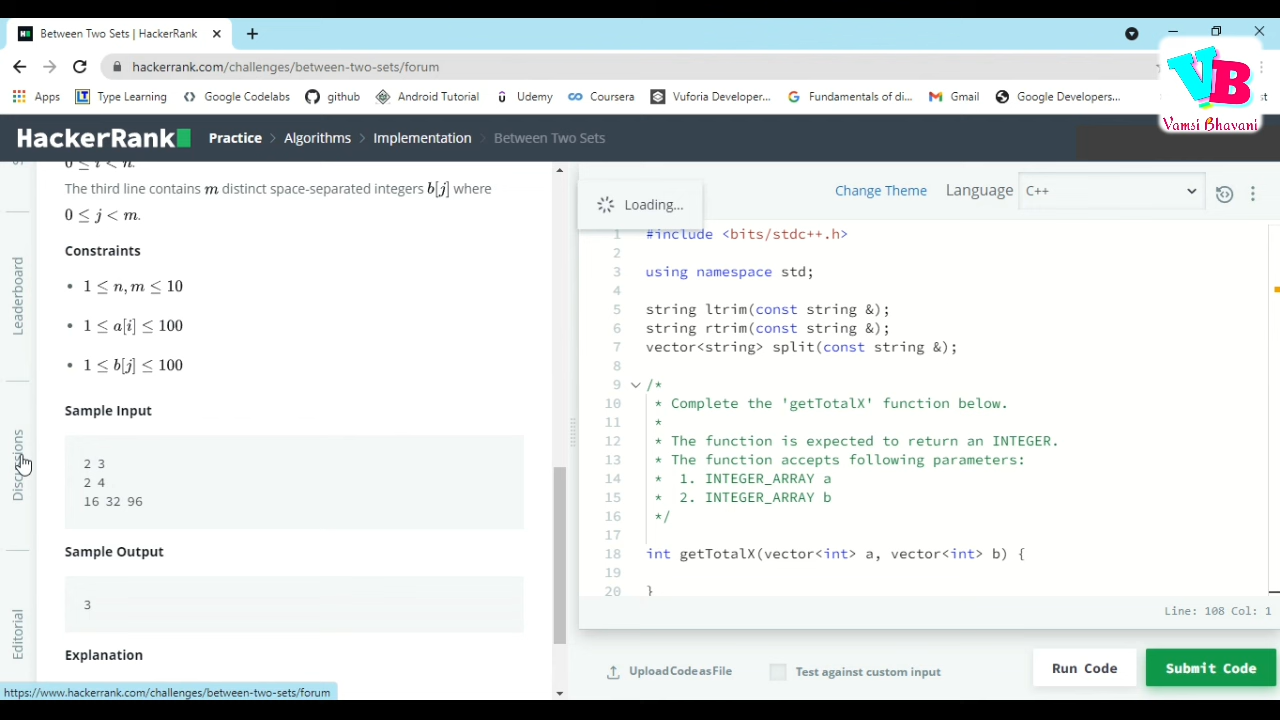 Between Two Sets | HackerRank
hackerrank.com/challenges/between-two-sets/forum
Apps Type Learning Google Codelabs github Android Tutorial Udemy Coursera Vuforia Developer... Fundamentals of di... Gmail Google Developers...
VB
Vamsi Bhavani
HackerRank Practice > Algorithms > Implementation > Between Two Sets
Leaderboard
Discussions
Editorial
0 ≤ i < n.
The third line contains m distinct space-separated integers b[j] where
0 ≤ j < m.
Constraints
• 1 ≤ n, m ≤ 10
• 1 ≤ a[i] ≤ 100
• 1 ≤ b[j] ≤ 100
Sample Input
2 3
2 4
16 32 96
Sample Output
3
Explanation
https://www.hackerrank.com/challenges/between-two-sets/forum
Loading...
Change Theme Language C++
1 #include <bits/stdc++.h>
2
3 using namespace std;
4
5 string ltrim(const string &);
6 string rtrim(const string &);
7 vector<string> split(const string &);
8
9 /*
10 * Complete the 'getTotalX' function below.
11 *
12 * The function is expected to return an INTEGER.
13 * The function accepts following parameters:
14 * 1. INTEGER_ARRAY a
15 * 2. INTEGER_ARRAY b
16 */
17
18 int getTotalX(vector<int> a, vector<int> b) {
19
20 }
Line: 108 Col: 1
Upload Code as File Test against custom input Run Code Submit Code